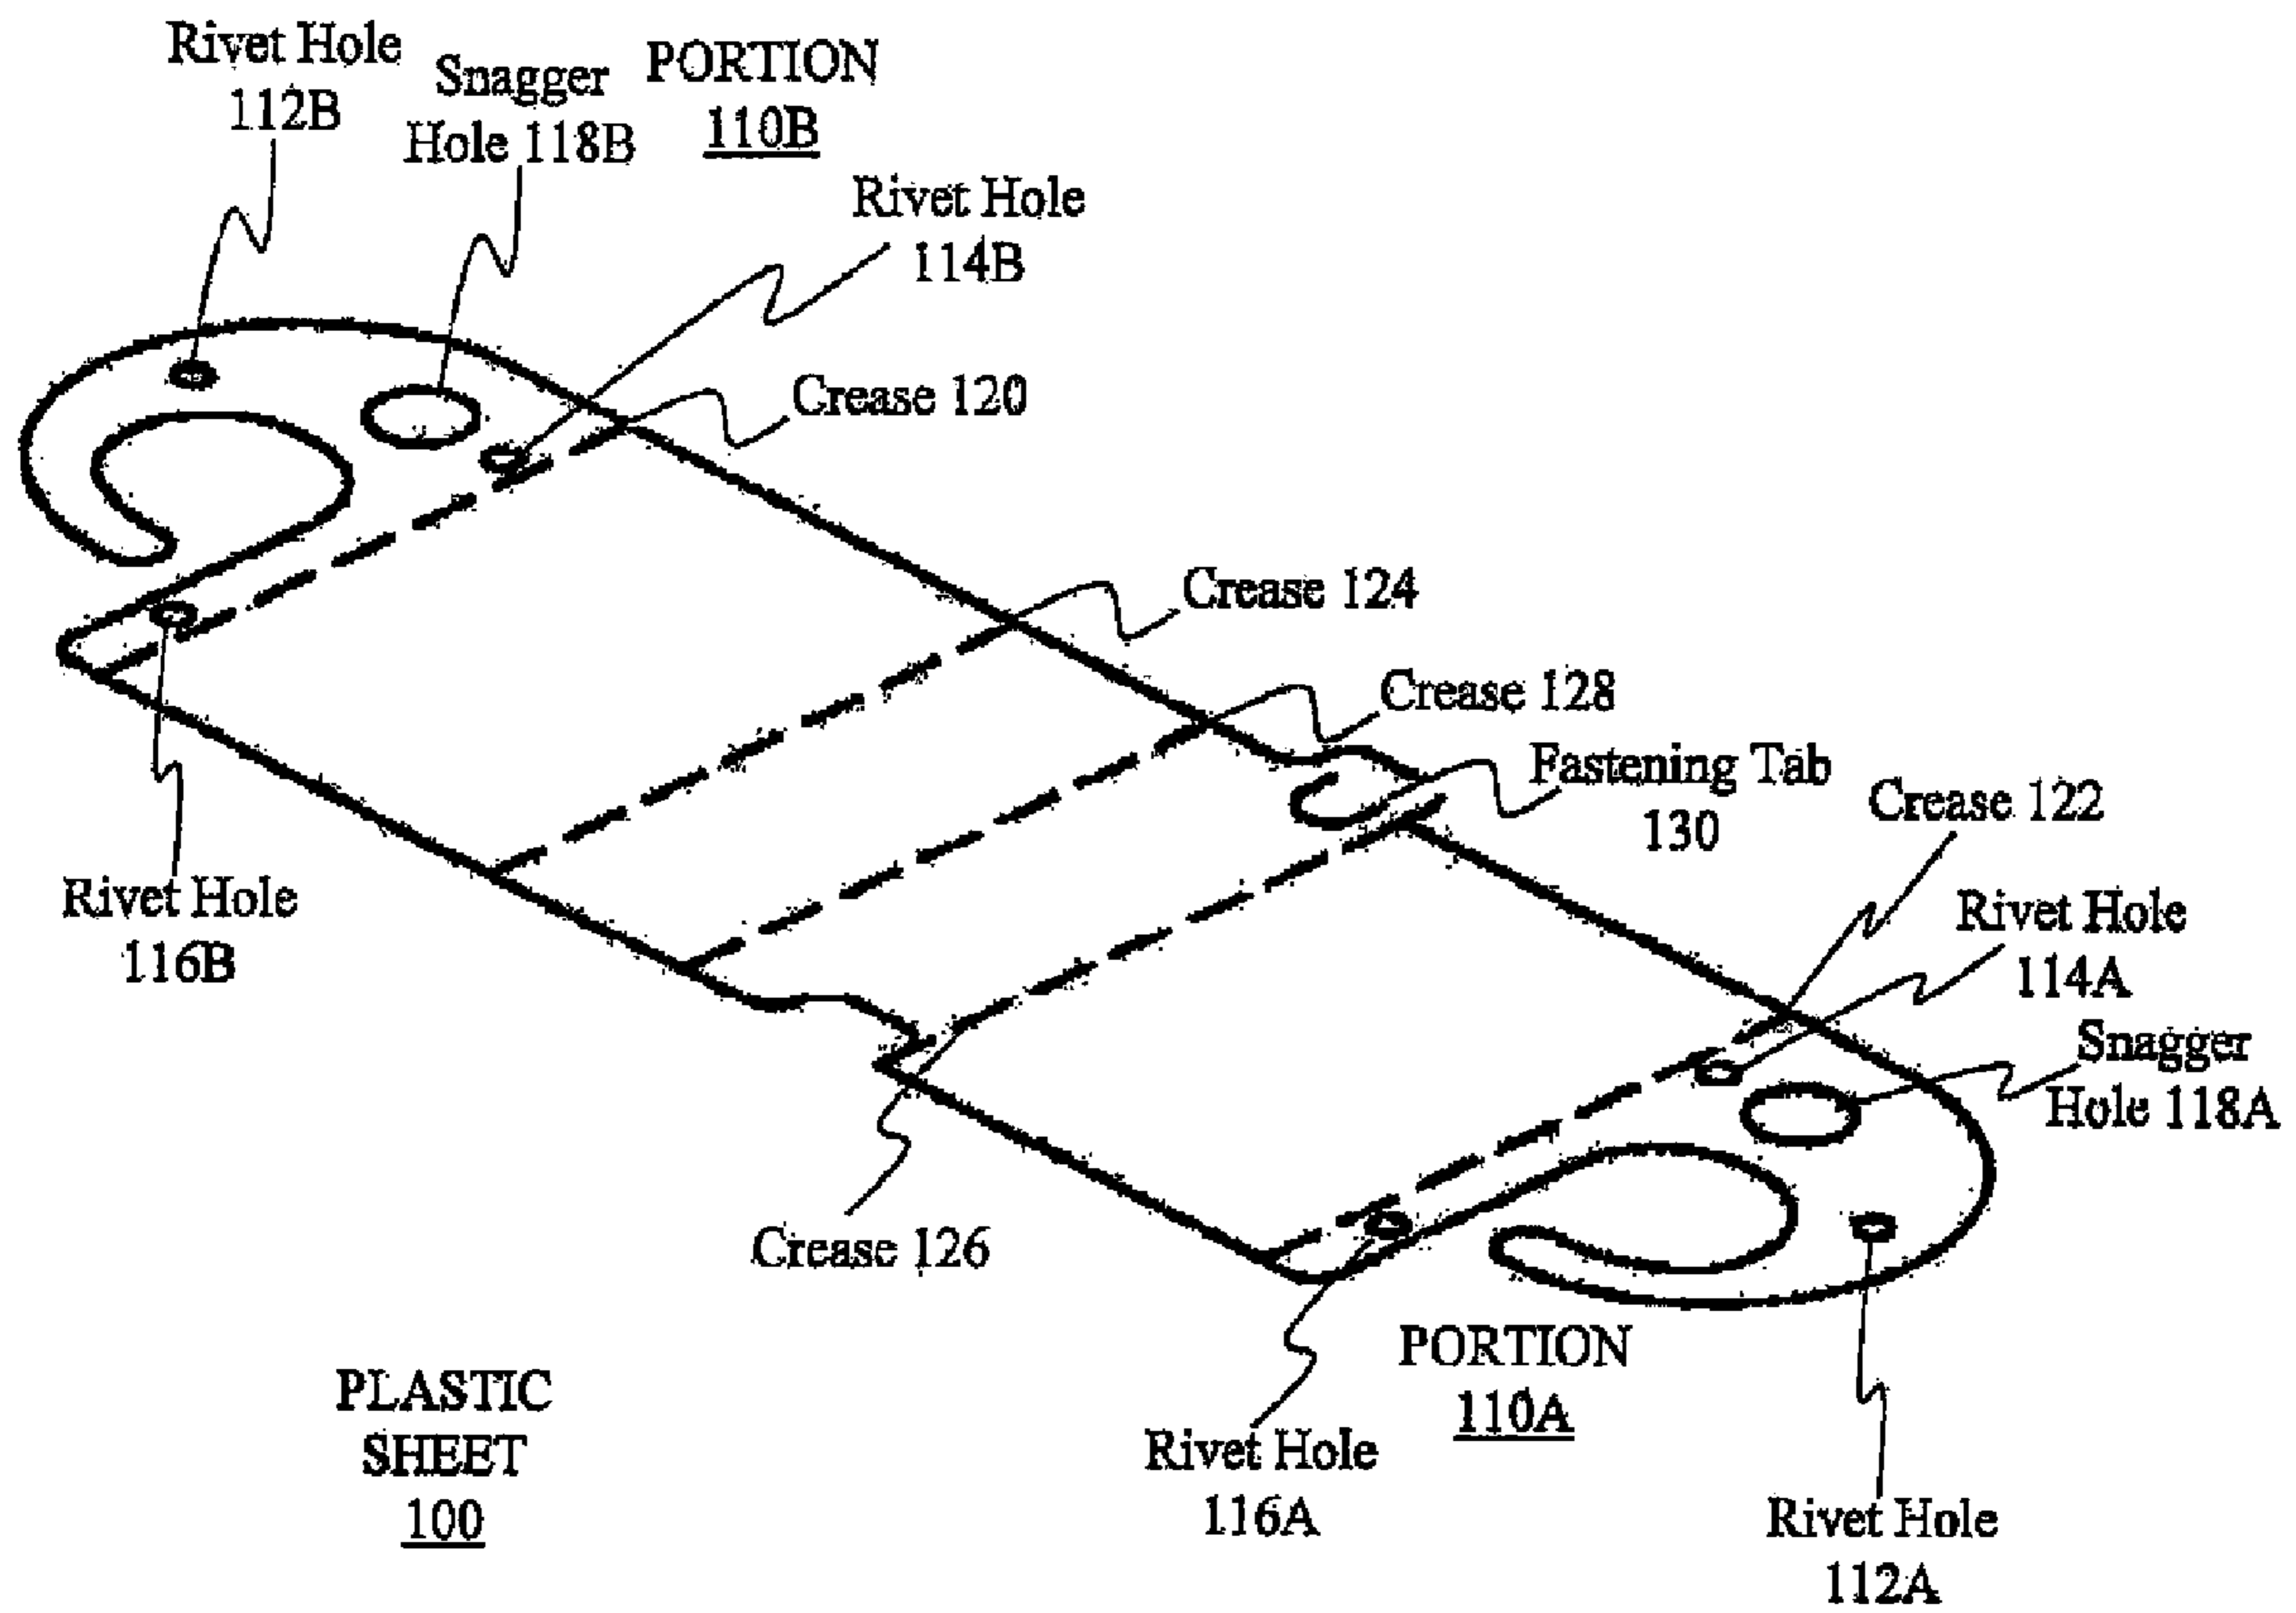 Rivet Hole
112B
Snagger
Hole 118B
PORTION
110B
Rivet Hole
114B
Crease 120
Crease 124
Crease 128
Fastening Tab
130
Crease 122
Rivet Hole
114A
Snagger
Hole 118A
Rivet Hole
116B
Crease 126
PORTION
110A
PLASTIC
SHEET
100
Rivet Hole
116A
Rivet Hole
112A